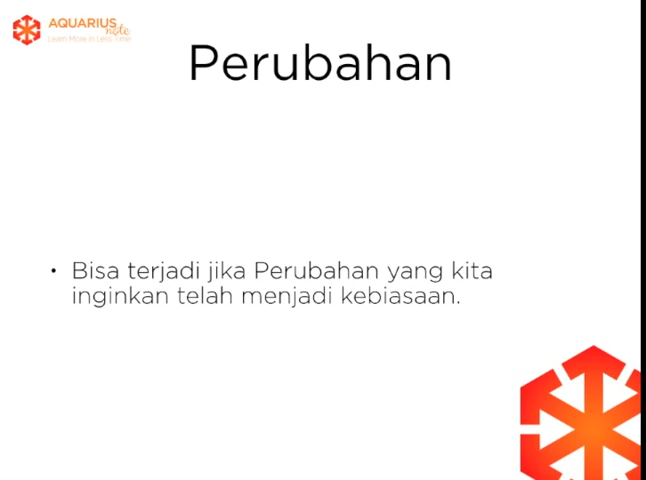 AQUARIUS
note
Learn More in Less Time
Perubahan
• Bisa terjadi jika Perubahan yang kita
inginkan telah menjadi kebiasaan.